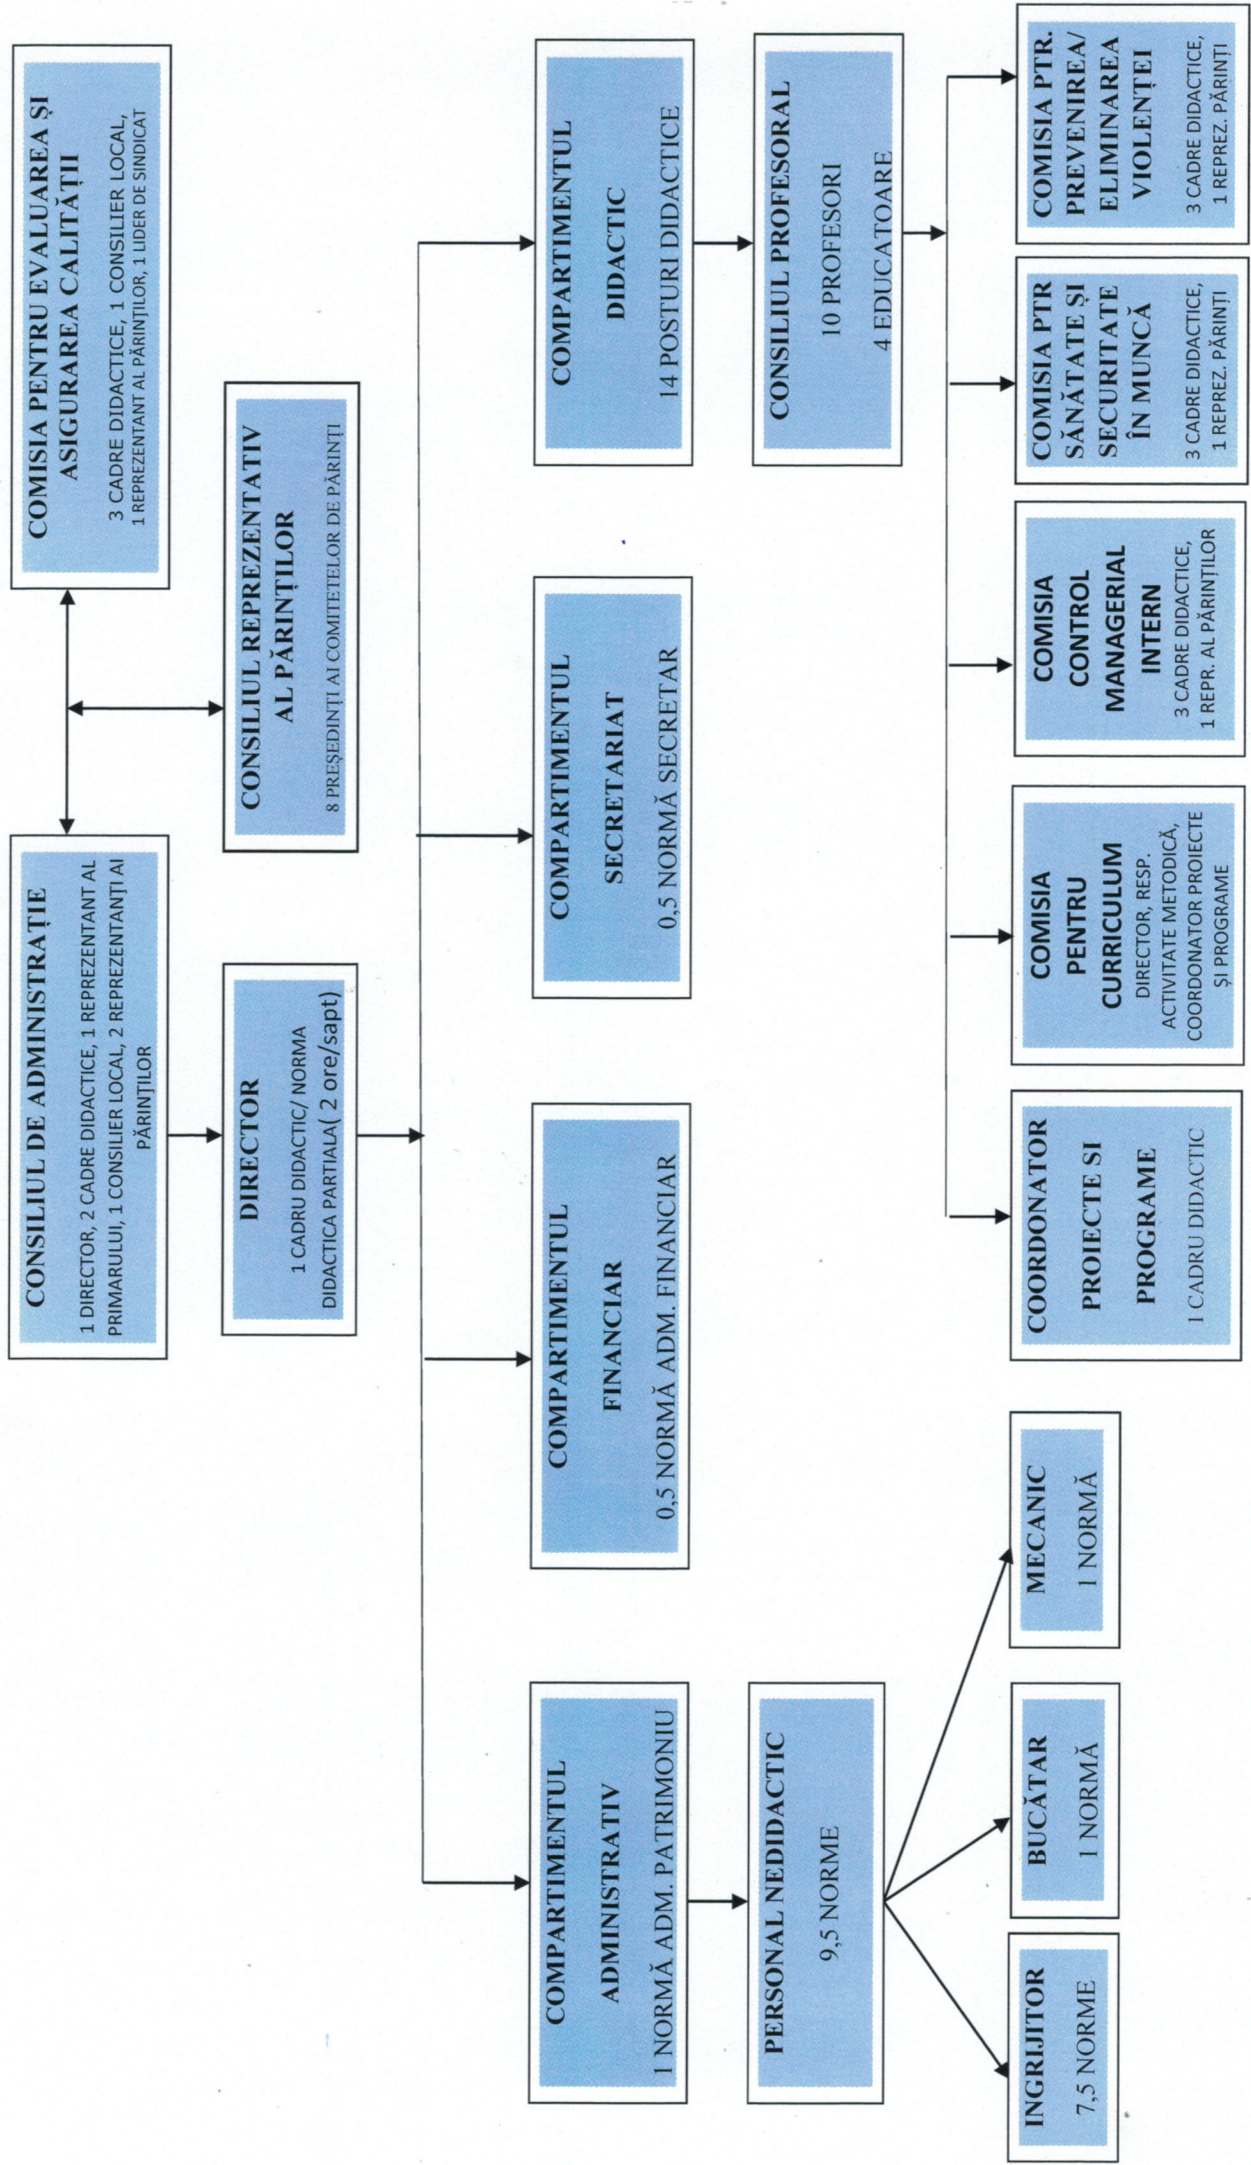 CONSILIUL DE ADMINISTRAȚIE
1 DIRECTOR, 2 CADRE DIDACTICE, 1 REPREZENTANT AL
PRIMARULUI, 1 CONSILIER LOCAL, 2 REPREZENTANȚI AI
PĂRINȚILOR
COMISIA PENTRU EVALUAREA ȘI
ASIGURAREA CALITĂȚII
3 CADRE DIDACTICE, 1 CONSILIER LOCAL,
1 REPREZENTANT AL PĂRINȚILOR, 1 LIDER DE SINDICAT
DIRECTOR
1 CADRU DIDACTIC/ NORMA
DIDACTICA PARTIALA( 2 ore/sapt)
CONSILIUL REPREZENTATIV
AL PĂRINȚILOR
8 PREȘEDINȚI AI COMITETELOR DE PĂRINȚI
COMPARTIMENTUL
ADMINISTRATIV
1 NORMĂ ADM. PATRIMONIU
COMPARTIMENTUL
FINANCIAR
0,5 NORMĂ ADM. FINANCIAR
COMPARTIMENTUL
SECRETARIAT
0,5 NORMĂ SECRETAR
COMPARTIMENTUL
DIDACTIC
14 POSTURI DIDACTICE
PERSONAL NEDIDACTIC
9,5 NORME
CONSILIUL PROFESORAL
10 PROFESORI
4 EDUCATOARE
INGRIJITOR
7,5 NORME
BUCĂTAR
1 NORMĂ
MECANIC
1 NORMĂ
COORDONATOR
PROIECTE SI
PROGRAME
1 CADRU DIDACTIC
COMISIA
PENTRU
CURRICULUM
DIRECTOR, RESP.
ACTIVITATE METODICĂ,
COORDONATOR PROIECTE
ȘI PROGRAME
COMISIA
CONTROL
MANAGERIAL
INTERN
3 CADRE DIDACTICE,
1 REPR. AL PĂRINȚILOR
COMISIA PTR
SĂNĂTATE ȘI
SECURITATE
ÎN MUNCĂ
3 CADRE DIDACTICE,
1 REPREZ. PĂRINȚI
COMISIA PTR.
PREVENIREA/
ELIMINAREA
VIOLENȚEI
3 CADRE DIDACTICE,
1 REPREZ. PĂRINȚI